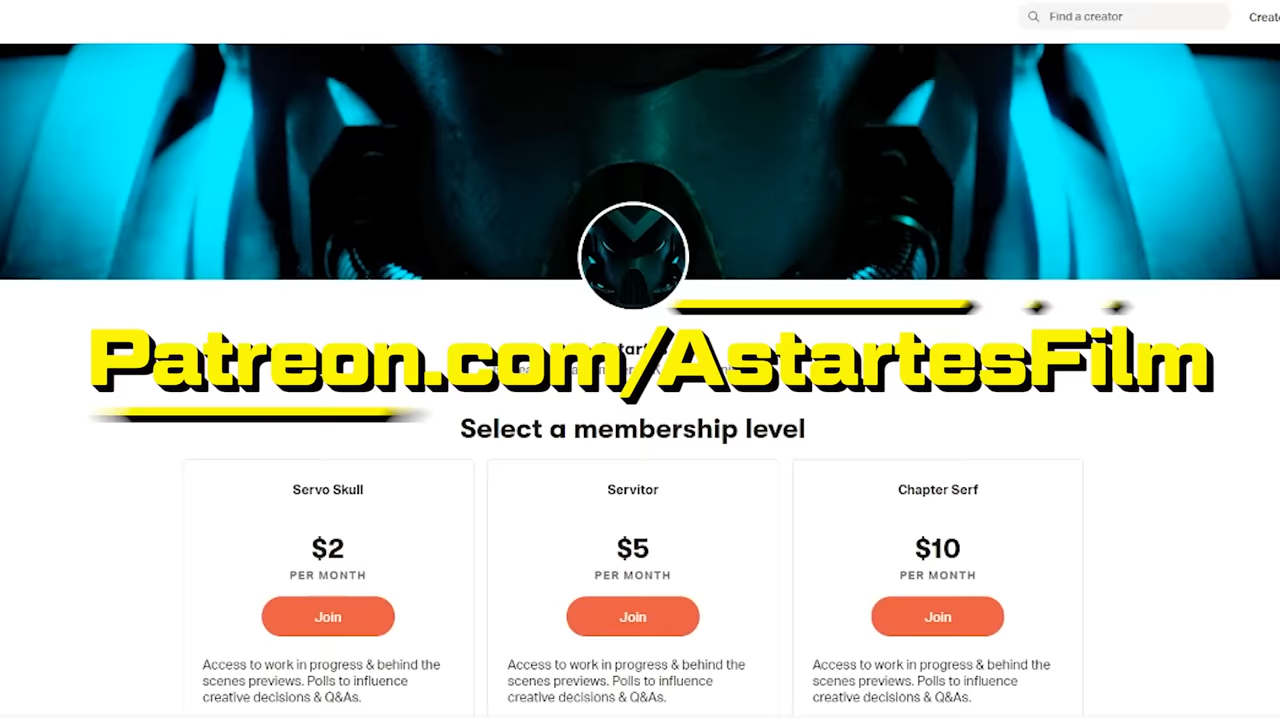 Find a creator
Patreon.com/AstartesFilm
Select a membership level
Servo Skull
$2
PER MONTH
Join
Access to work in progress & behind the
scenes previews. Polls to influence
creative decisions & Q&As.
Servitor
$5
PER MONTH
Join
Access to work in progress & behind the
scenes previews. Polls to influence
creative decisions & Q&As.
Chapter Serf
$10
PER MONTH
Join
Access to work in progress & behind the
scenes previews. Polls to influence
creative decisions & Q&As.